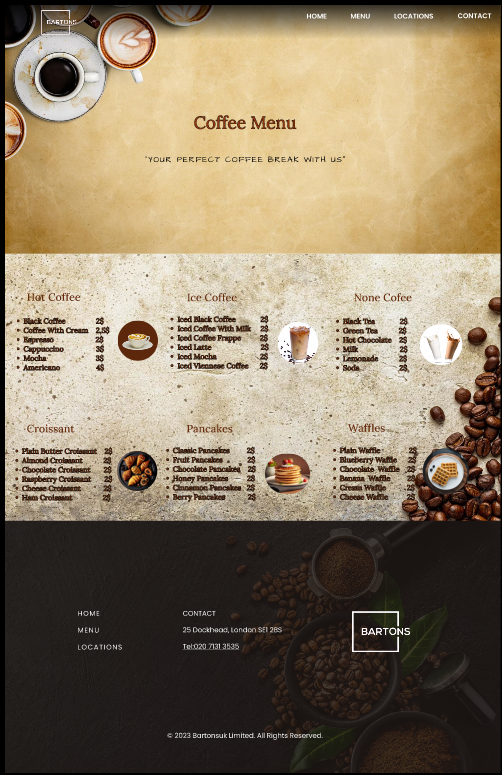 BARTONS
HOME MENU LOCATIONS CONTACT
Coffee Menu
"YOUR PERFECT COFFEE BREAK WITH US"
Hot Coffee
Black Coffee 2$
Coffee With Cream 2,5$
Espresso 2$
Cappuccino 3$
Mocha 3$
Americano 4$
Ice Coffee
Iced Black Coffee 2$
Iced Coffee With Milk 2$
Iced Coffee Frappe 2$
Iced Latte 2$
Iced Mocha 2$
Iced Viennese Coffee 2$
None Cofee
Black Tea 2$
Green Tea 2$
Hot Chocolate 2$
Milk 2$
Lemonade 2$
Soda 2$
Croissant
Plain Butter Croissant 2$
Almond Croissant 2$
Chocolate Croissant 2$
Raspberry Croissant 2$
Cheese Croissant 2$
Ham Croissant 2$
Pancakes
Classic Pancakes 2$
Fruit Pancakes 2$
Chocolate Pancakes 2$
Honey Pancakes 2$
Cinnamon Pancakes 2$
Berry Pancakes 2$
Waffles
Plain Waffle 2$
Blueberry Waffle 2$
Chocolate Waffle 2$
Banana Waffle 2$
Cream Waffle 2$
Cheese Waffle 2$
HOME
MENU
LOCATIONS
CONTACT
25 Dockhead, London SE1 2BS
Tel:020 7131 3535
BARTONS
© 2023 Bartonsuk Limited. All Rights Reserved.